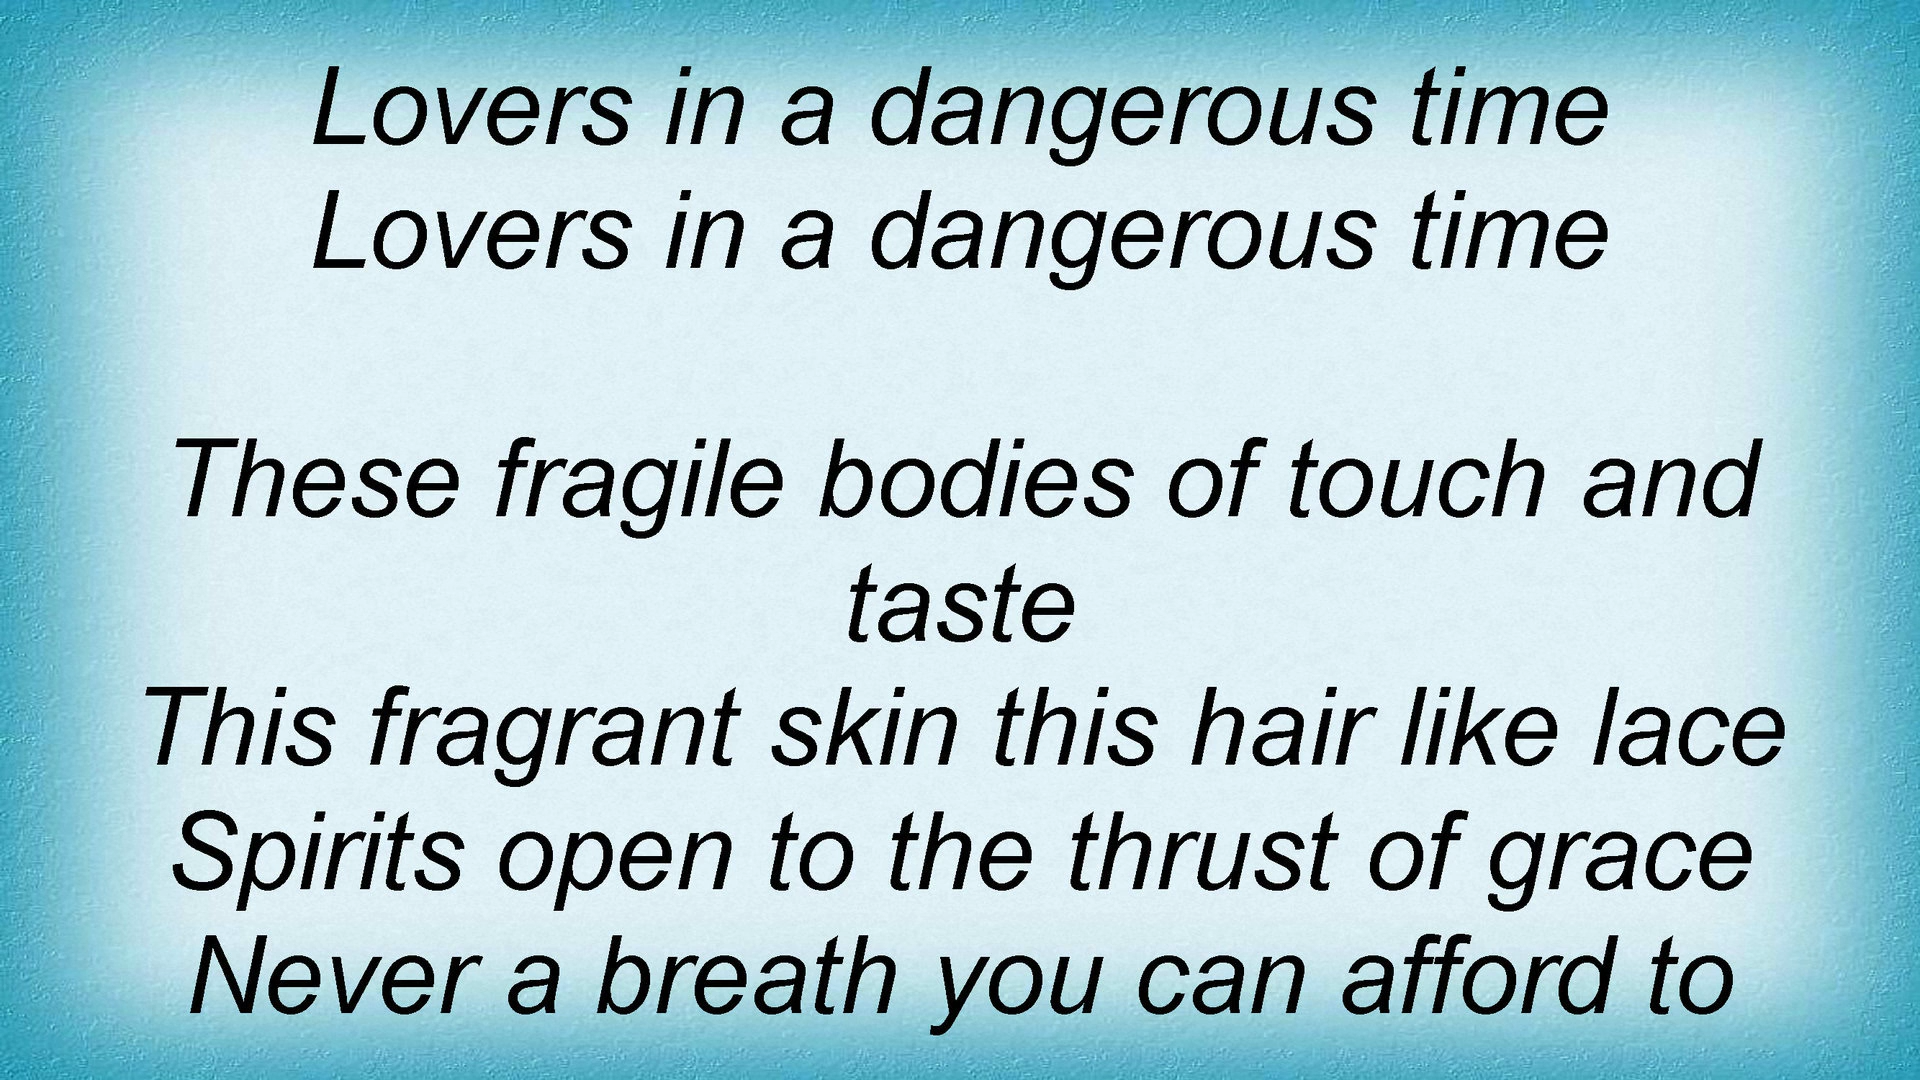 Lovers in a dangerous time
Lovers in a dangerous time
These fragile bodies of touch and
taste
This fragrant skin this hair like lace
Spirits open to the thrust of grace
Never a breath you can afford to